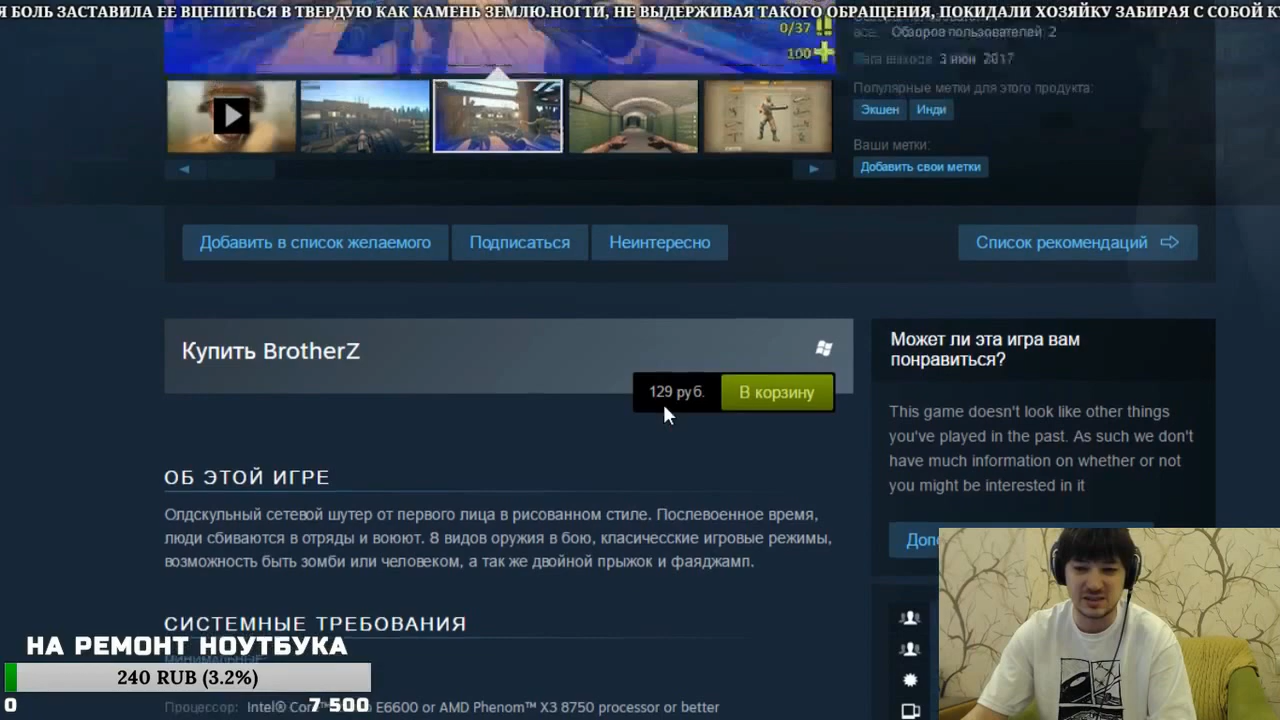 Я БОЛЬ ЗАСТАВИЛА ЕЕ ВЦЕПИТЬСЯ В ТВЕРДУЮ КАК КАМЕНЬ ЗЕМЛЮ.НОГТИ, НЕ ВЫДЕРЖИВАЯ ТАКОГО ОБРАЩЕНИЯ, ПОКИДАЛИ ХОЗЯЙКУ ЗАБИРАЯ С СОБОЙ
0/37
100
Обзоров пользователей 2
3 июн 2017
Популярные метки для этого продукта:
Экшен Инди
Ваши метки:
Добавить свои метки
Добавить в список желаемого Подписаться Неинтересно Список рекомендаций
Купить BrotherZ
129 руб. В корзину
Может ли эта игра вам
понравиться?
This game doesn't look like other things
you've played in the past. As such we don't
have much information on whether or not
you might be interested in it
ОБ ЭТОЙ ИГРЕ
Олдскульный сетевой шутер от первого лица в рисованном стиле. Послевоенное время,
люди сбиваются в отряды и воюют. 8 видов оружия в бою, класичесские игровые режимы,
возможность быть зомби или человеком, а так же двойной прыжок и фаяджамп.
СИСТЕМНЫЕ ТРЕБОВАНИЯ
НА РЕМОНТ НОУТБУКА
МИНИМАЛЬНЫЕ:
240 RUB (3.2%)
0 7 500
Процессор: Intel® E6600 or AMD Phenom™ X3 8750 processor or better